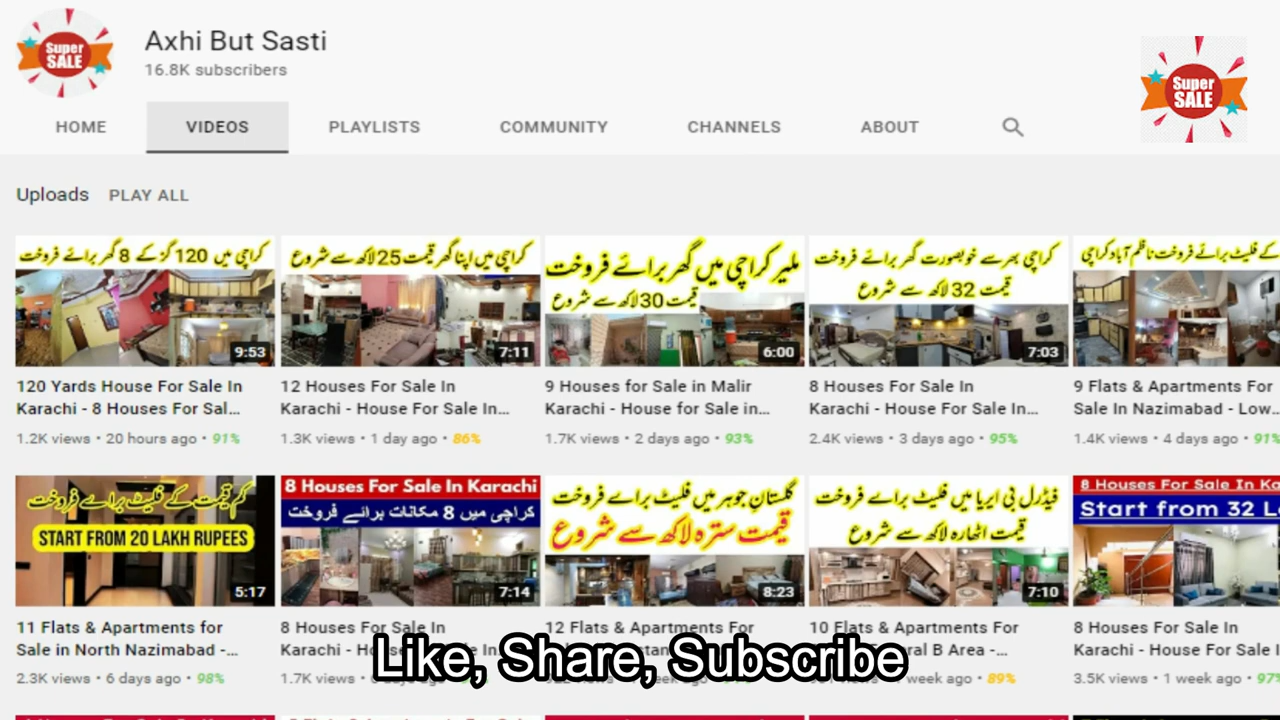 Super
SALE
Axhi But Sasti
16.8K subscribers
Super
SALE
HOME
VIDEOS
PLAYLISTS
COMMUNITY
CHANNELS
ABOUT
Uploads
PLAY ALL
کراچی میں 120 گز کے 8 گھر برائے فروخت
9:53
120 Yards House For Sale In
Karachi - 8 Houses For Sal...
1.2K views • 20 hours ago • 91%
کراچی میں اپنا گھر قیمت 25 لاکھ سے شروع
7:11
12 Houses For Sale In
Karachi - House For Sale In...
1.3K views • 1 day ago • 86%
ملیر کراچی میں گھر برائے فروخت
قیمت 30 لاکھ سے شروع
6:00
9 Houses for Sale in Malir
Karachi - House for Sale in...
1.7K views • 2 days ago • 93%
کراچی بھر سے خوبصورت گھر برائے فروخت
قیمت 32 لاکھ سے شروع
7:03
8 Houses For Sale In
Karachi - House For Sale In...
2.4K views • 3 days ago • 95%
کے فلیٹ برائے فروخت ناظم آباد کراچی
9 Flats & Apartments For
Sale In Nazimabad - Low...
1.4K views • 4 days ago • 91%
کم قیمت کے فلیٹ براے فروخت
START FROM 20 LAKH RUPEES
5:17
11 Flats & Apartments for
Sale in North Nazimabad -...
2.3K views • 6 days ago • 98%
8 Houses For Sale In Karachi
کراچی میں 8 مکانات برائے فروخت
7:14
8 Houses For Sale In
1.7K views
گلستانِ جوہر میں فلیٹ براے فروخت
قیمت سترہ لاکھ سے شروع
8:23
12 Flats & Apartments For
فیڈرل بی ایریا میں فلیٹ براے فروخت
قیمت اٹھارہ لاکھ سے شروع
7:10
10 Flats & Apartments For
B Area -...
week ago • 89%
8 Houses For Sale In
Start from 32
8 Houses For Sale In
Karachi - House For Sale
3.5K views • 1 week ago • 97%
Like, Share, Subscribe